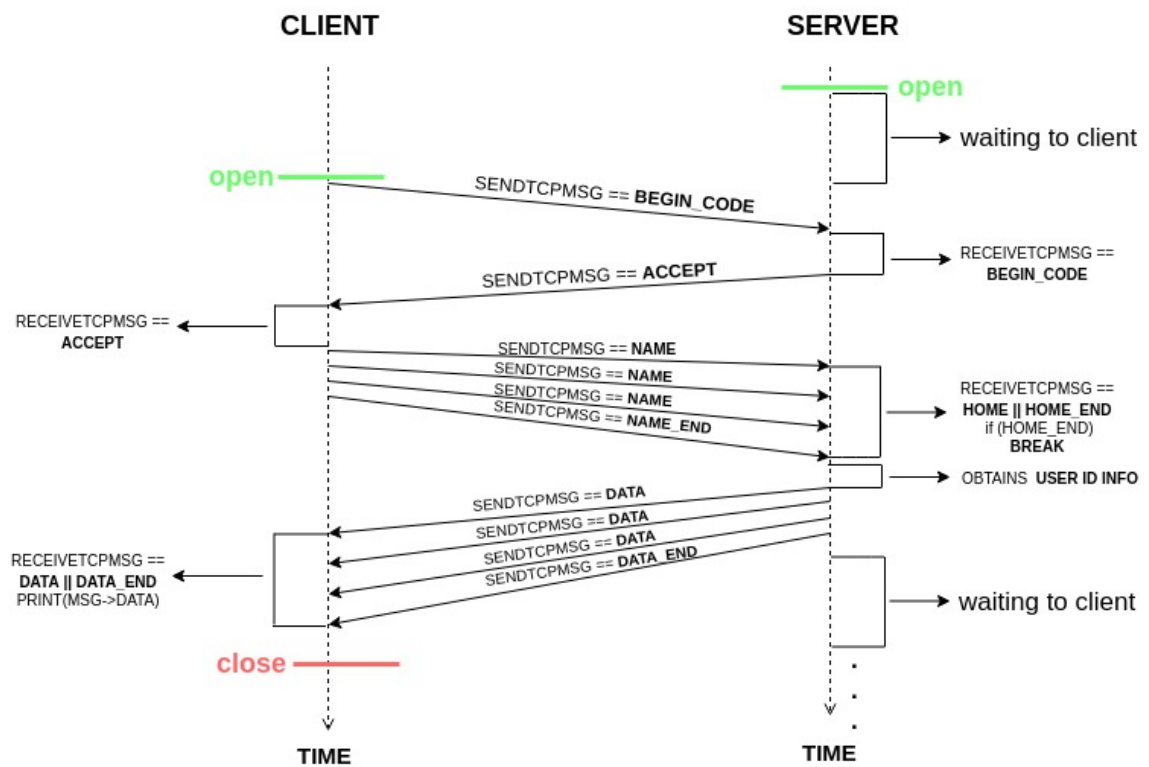 CLIENT
SERVER
open
waiting to client
open
SENDTCPMSG == BEGIN_CODE
RECEIVETCPMSG ==
BEGIN_CODE
SENDTCPMSG == ACCEPT
RECEIVETCPMSG ==
ACCEPT
SENDTCPMSG == NAME
SENDTCPMSG == NAME
SENDTCPMSG == NAME
SENDTCPMSG == NAME_END
RECEIVETCPMSG ==
HOME || HOME_END
if (HOME_END)
BREAK
OBTAINS USER ID INFO
SENDTCPMSG == DATA
SENDTCPMSG == DATA
SENDTCPMSG == DATA
SENDTCPMSG == DATA_END
RECEIVETCPMSG ==
DATA || DATA_END
PRINT(MSG->DATA)
waiting to client
close
TIME
TIME